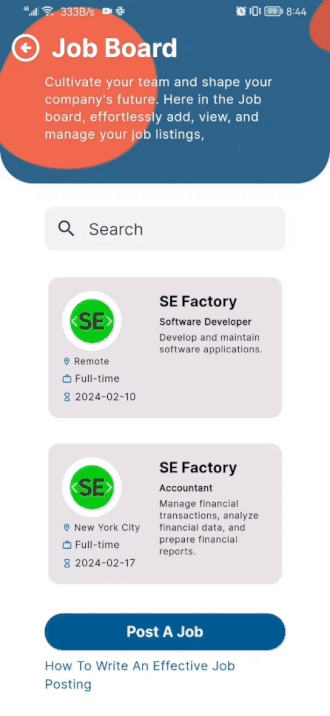 333B/s 99 8:44
Job Board
Cultivate your team and shape your
company's future. Here in the Job
board, effortlessly add, view, and
manage your job listings,
Search
SE Factory
Software Developer
Develop and maintain
software applications.
<SE>
Remote
Full-time
2024-02-10
SE Factory
Accountant
Manage financial
transactions, analyze
financial data, and
prepare financial
reports.
<SE>
New York City
Full-time
2024-02-17
Post A Job
How To Write An Effective Job
Posting